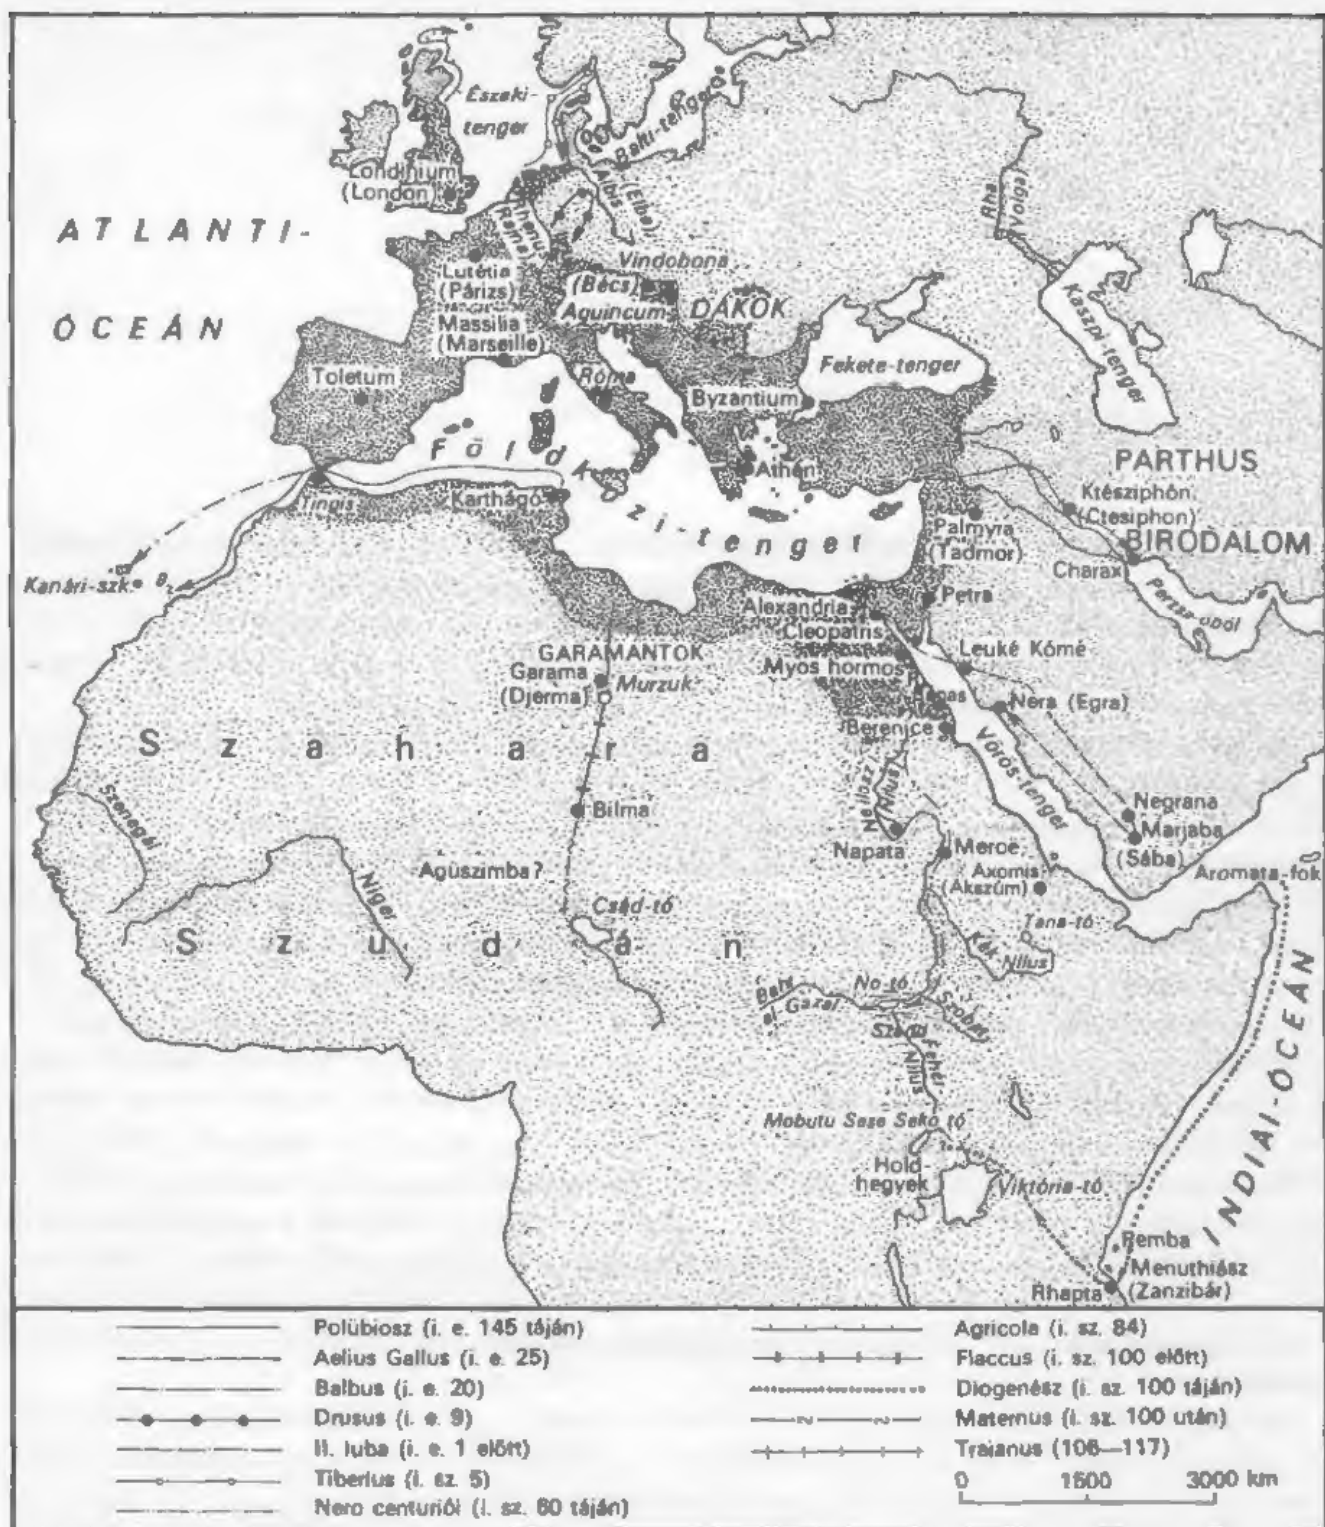 Északi-
tenger
Balti-tenger
Londinium
(London)
Albis
(Elba)
Rhenus
(Rajna)
Rha
(Volga)
ATLANTI-
ÓCEÁN
Lutétia
(Párizs)
Vindobona
(Bécs)
Aquincum
DÁKOK
Massilia
(Marseille)
Kaszpi-tenger
Fekete-tenger
Toletum
Róma
Byzantium
Földközi-tenger
Athén
PARTHUS
BIRODALOM
Ktésziphón
(Ctesiphon)
Tingis
Karthágó
Palmyra
(Tadmor)
Charax
Kanári-szk.
Petra
Perzsa-öböl
Alexandria
Cleopatris
Myos hormos
Leuké Kómé
GARAMANTOK
Garama
(Djerma)
Murzuk
Nera (Egra)
Berenice
Szahara
Vörös-tenger
Neilosz
(Nílus)
Szenegál
Bilma
Negrana
Marjaba
(Sába)
Napata
Meroé
Axomis
(Akszúm)
Aromata-fok
Agüszimba?
Niger
Csád-tó
Tana-tó
Kék
Nílus
Szudán
Bahr
el Gazal
No-tó
Szobat
Szudd
Fehér
Nílus
INDIAI-ÓCEÁN
Mobutu Sese Seko tó
Hold-
hegyek
Viktória-tó
Pemba
Menuthiász
(Zanzibár)
Rhapta
Polübiosz (i. e. 145 táján)
Aelius Gallus (i. e. 25)
Balbus (i. e. 20)
Drusus (i. e. 9)
II. Iuba (i. e. 1 előtt)
Tiberius (i. sz. 5)
Nero centuriói (i. sz. 60 táján)
Agricola (i. sz. 84)
Flaccus (i. sz. 100 előtt)
Diogenész (i. sz. 100 táján)
Maternus (i. sz. 100 után)
Traianus (106—117)
0 1500 3000 km